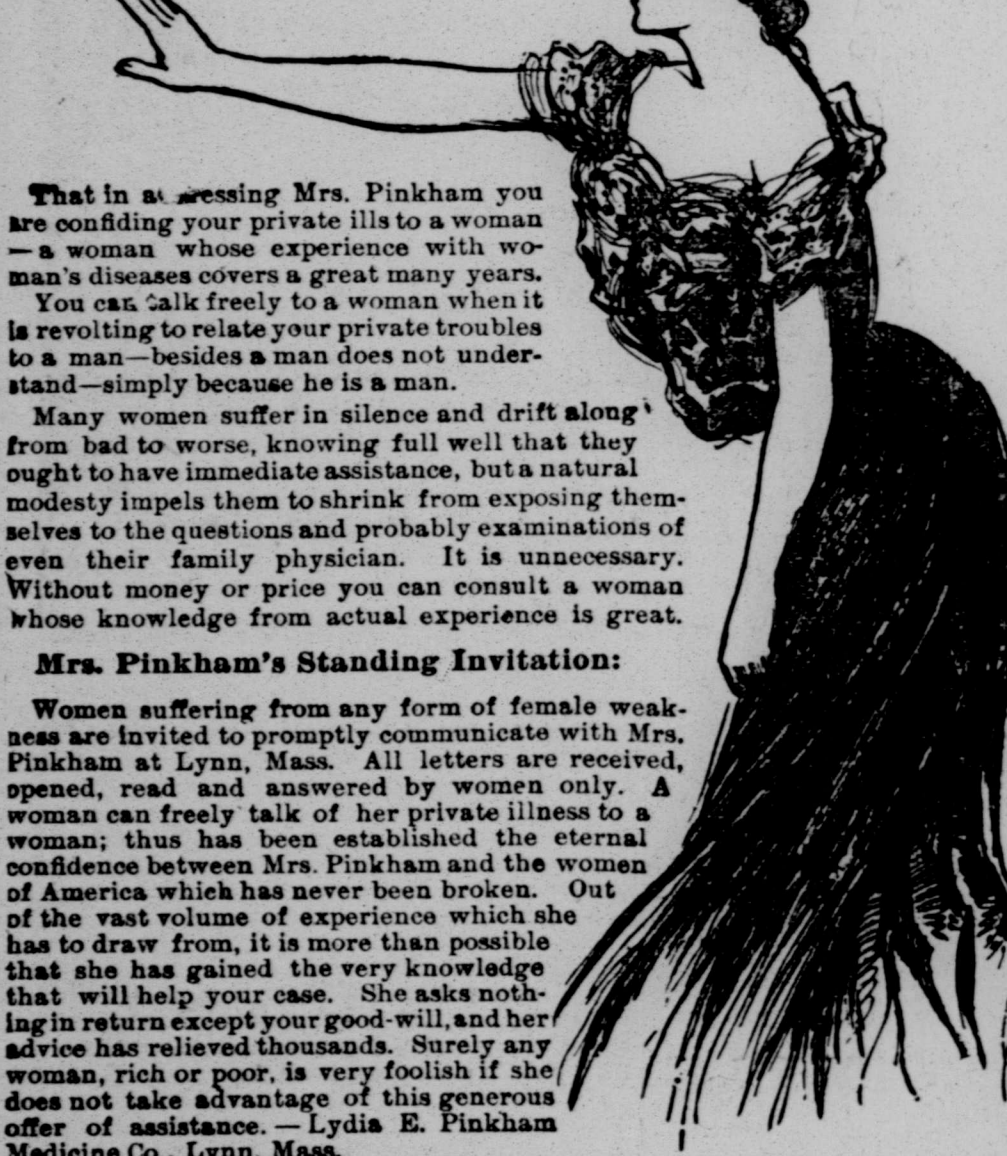 That in addressing Mrs. Pinkham you
are confiding your private ills to a woman
—a woman whose experience with wo-
man's diseases covers a great many years.
You can talk freely to a woman when it
is revolting to relate your private troubles
to a man—besides a man does not under-
stand—simply because he is a man.
Many women suffer in silence and drift along
from bad to worse, knowing full well that they
ought to have immediate assistance, but a natural
modesty impels them to shrink from exposing them-
selves to the questions and probably examinations of
even their family physician. It is unnecessary.
Without money or price you can consult a woman
whose knowledge from actual experience is great.
Mrs. Pinkham's Standing Invitation:
Women suffering from any form of female weak-
ness are invited to promptly communicate with Mrs.
Pinkham at Lynn, Mass. All letters are received,
opened, read and answered by women only. A
woman can freely talk of her private illness to a
woman; thus has been established the eternal
confidence between Mrs. Pinkham and the women
of America which has never been broken. Out
of the vast volume of experience which she
has to draw from, it is more than possible
that she has gained the very knowledge
that will help your case. She asks noth-
ing in return except your good-will, and her
advice has relieved thousands. Surely any
woman, rich or poor, is very foolish if she
does not take advantage of this generous
offer of assistance.—Lydia E. Pinkham
Medicine Co., Lynn, Mass.